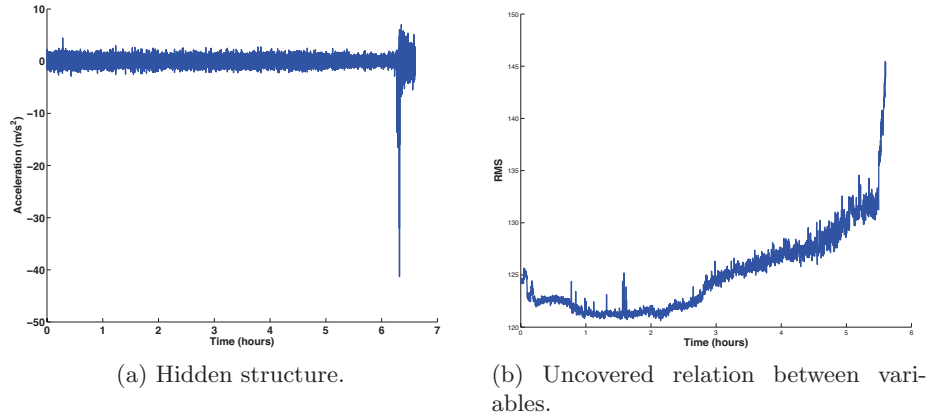 10
0
−10
−20
−30
−40
−50
Acceleration (m/s²)
0 1 2 3 4 5 6 7
Time (hours)
(a) Hidden structure.
150
145
140
135
130
125
120
RMS
0 1 2 3 4 5 6
Time (hours)
(b) Uncovered relation between vari-
ables.